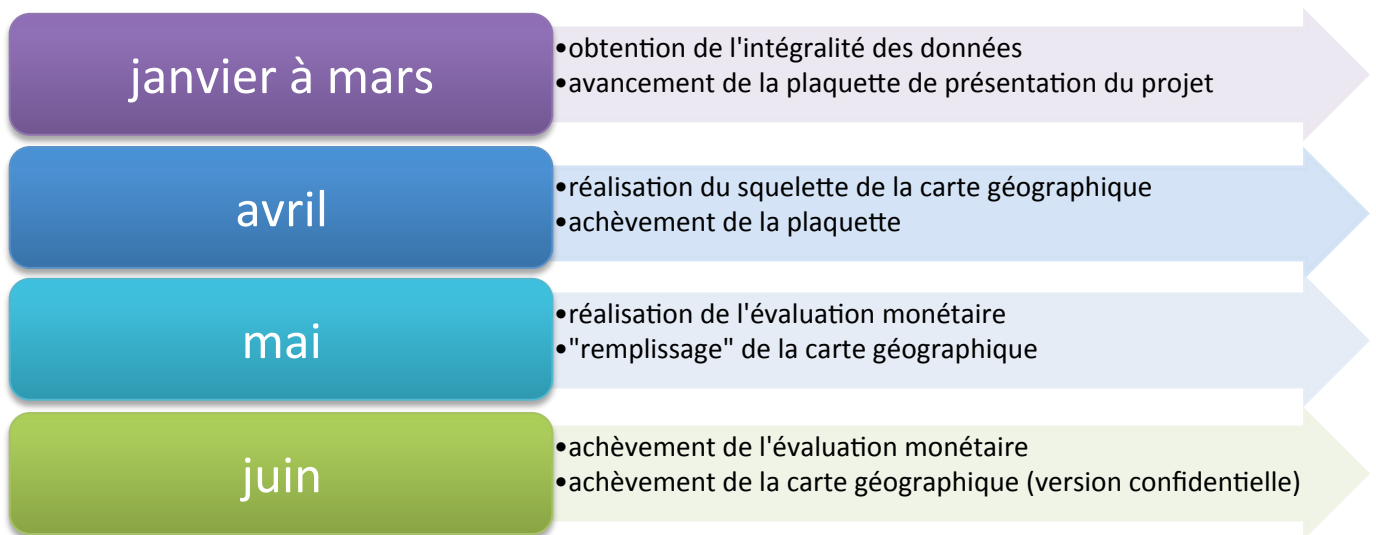 janvier à mars
•obtention de l'intégralité des données
•avancement de la plaquette de présentation du projet
avril
•réalisation du squelette de la carte géographique
•achèvement de la plaquette
mai
•réalisation de l'évaluation monétaire
•"remplissage" de la carte géographique
juin
•achèvement de l'évaluation monétaire
•achèvement de la carte géographique (version confidentielle)